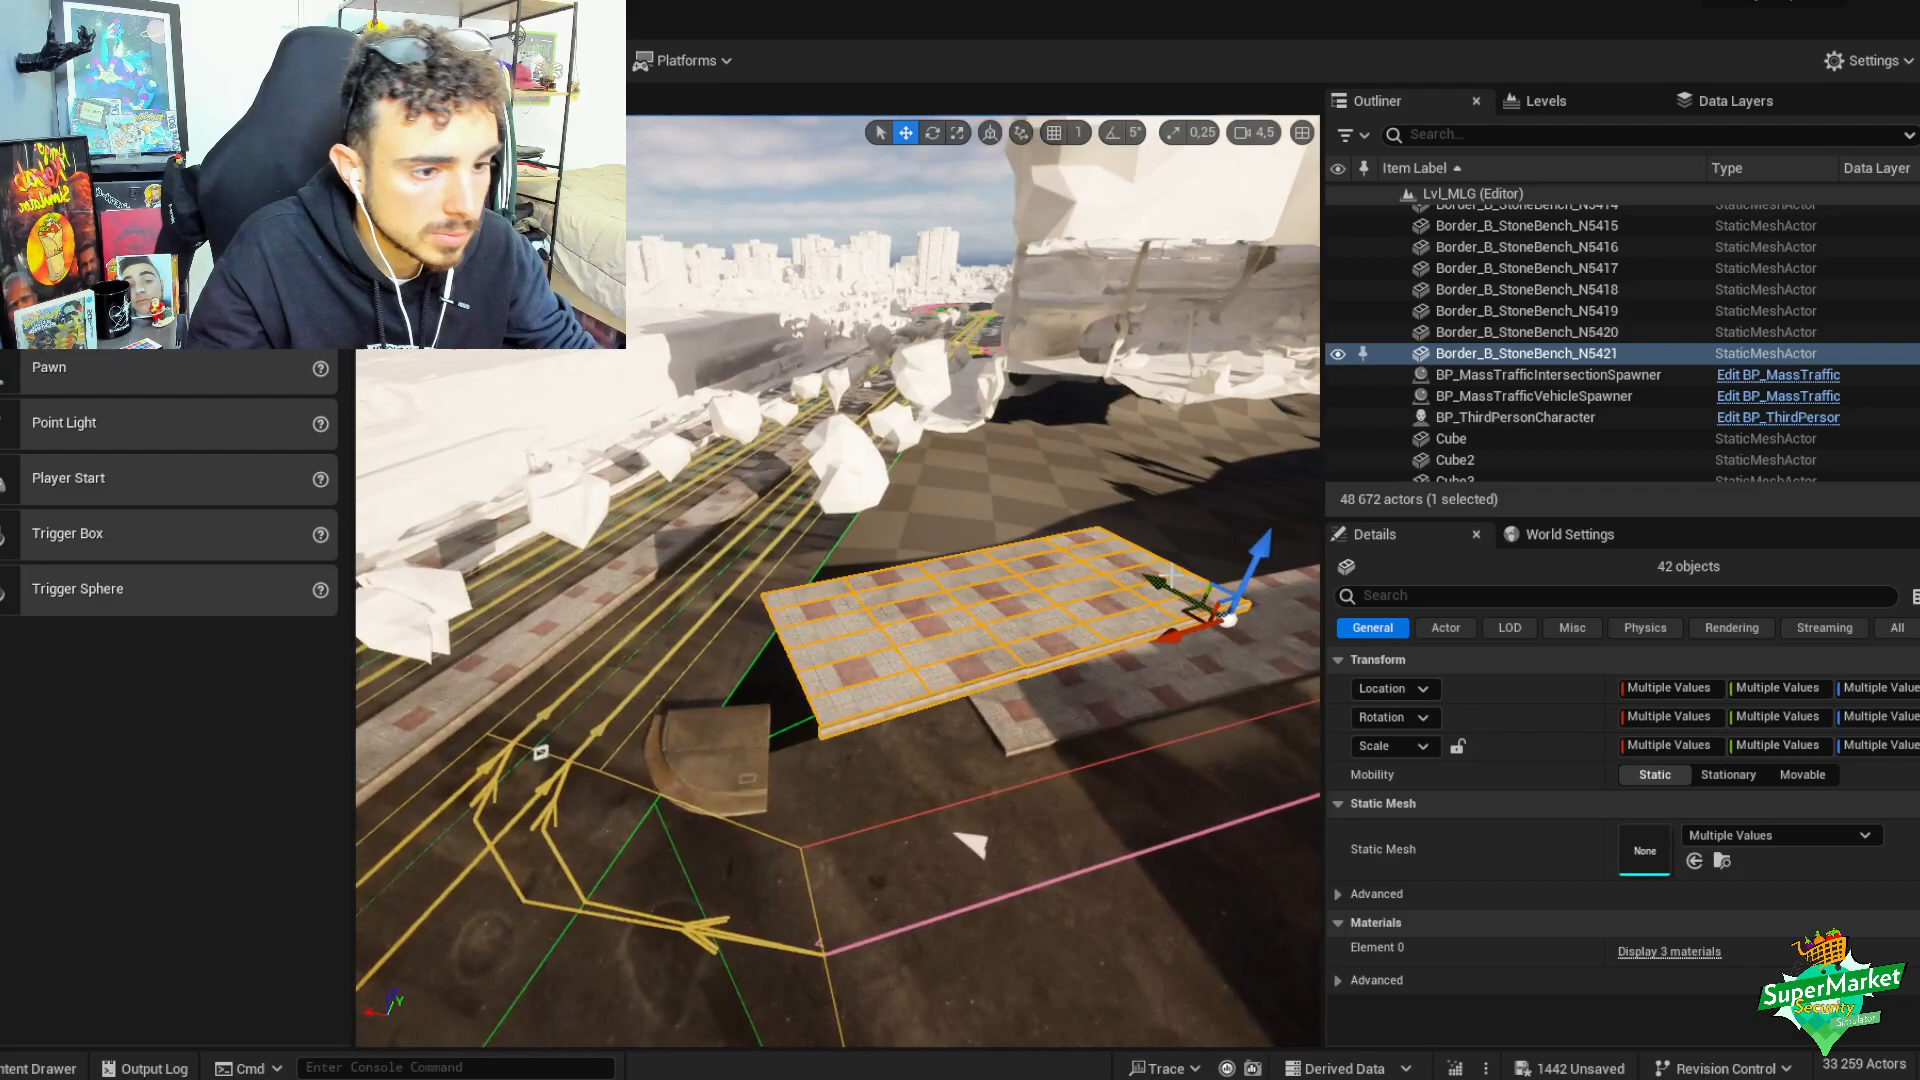 Platforms
Settings
Outliner
Levels
Data Layers
Search...
1
5°
0,25
4,5
Item Label
Type
Data Layer
Lvl_MLG (Editor)
Border_B_StoneBench_N5414
Border_B_StoneBench_N5415
StaticMeshActor
Border_B_StoneBench_N5416
StaticMeshActor
Border_B_StoneBench_N5417
StaticMeshActor
Border_B_StoneBench_N5418
StaticMeshActor
Border_B_StoneBench_N5419
StaticMeshActor
Border_B_StoneBench_N5420
StaticMeshActor
Border_B_StoneBench_N5421
StaticMeshActor
BP_MassTrafficIntersectionSpawner
Edit BP_MassTraffic
BP_MassTrafficVehicleSpawner
Edit BP_MassTraffic
BP_ThirdPersonCharacter
Edit BP_ThirdPerson
Cube
StaticMeshActor
Cube2
StaticMeshActor
Cube3
48 672 actors (1 selected)
Pawn
Point Light
Player Start
Trigger Box
Trigger Sphere
Details
World Settings
42 objects
Search
General
Actor
LOD
Misc
Physics
Rendering
Streaming
All
Transform
Location
Multiple Values
Multiple Values
Multiple Value
Rotation
Multiple Values
Multiple Values
Multiple Value
Scale
Multiple Values
Multiple Values
Multiple Value
Mobility
Static
Stationary
Movable
Static Mesh
Static Mesh
None
Multiple Values
Advanced
Materials
Element 0
Display 3 materials
Advanced
SuperMarket
Security
Simulator
ntent Drawer
Output Log
Cmd
Enter Console Command
Trace
Derived Data
1442 Unsaved
Revision Control
33 259 Actors